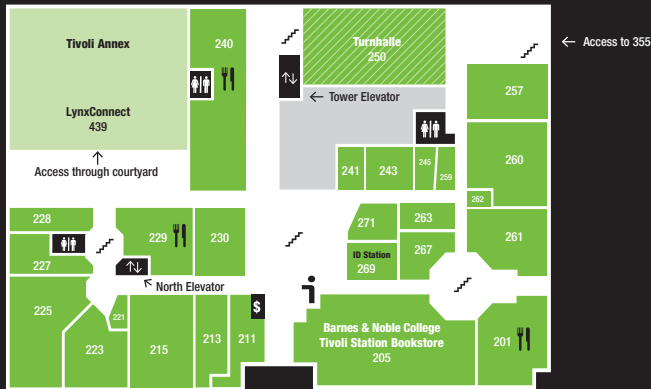 Tivoli Annex
240
Turnhalle
250
← Access to 355
257
← Tower Elevator
LynxConnect
439
↑
Access through courtyard
241
243
245
259
260
262
228
229
230
271
263
261
227
ID Station
269
267
North Elevator
225
221
223
215
213
211
$
Barnes & Noble College
Tivoli Station Bookstore
205
201